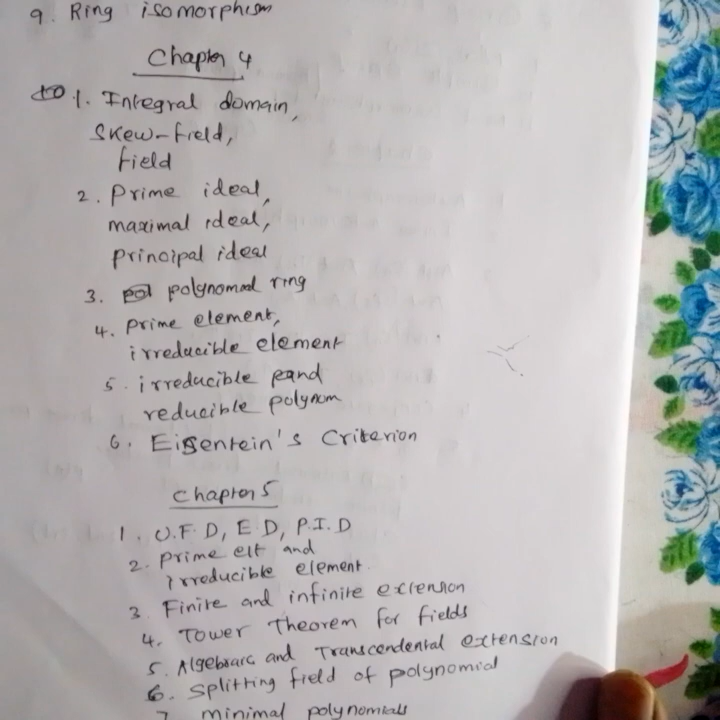 9. Ring isomorphism
Chapter 4
1. Integral domain,
Skew-field,
field
2. Prime ideal,
maximal ideal,
principal ideal
3. polynomial ring
4. prime element,
irreducible element
5. irreducible and
reducible polynom
6. Eisentein's Criterion
Chapter 5
1. U.F.D, E.D, P.I.D
2. prime elt and
irreducible element.
3. Finite and infinite extension
4. Tower Theorem for fields
5. Algebraic and Transcendental extension
6. Splitting field of polynomial
7. minimal polynomials